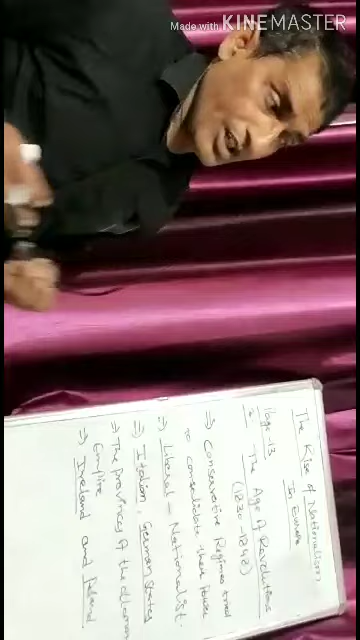 Made with KINEMASTER
The Rise of Nationalism
In Europe
Page-13
2. The Age of Revolutions
(1830-1848)
⇒ Conservative Regimes tried
to consolidate their Power
⇒ Liberal - Nationalist
⇒ Italian, German States
⇒ The provinces of the Ottoman
Empire
⇒ Ireland and Poland